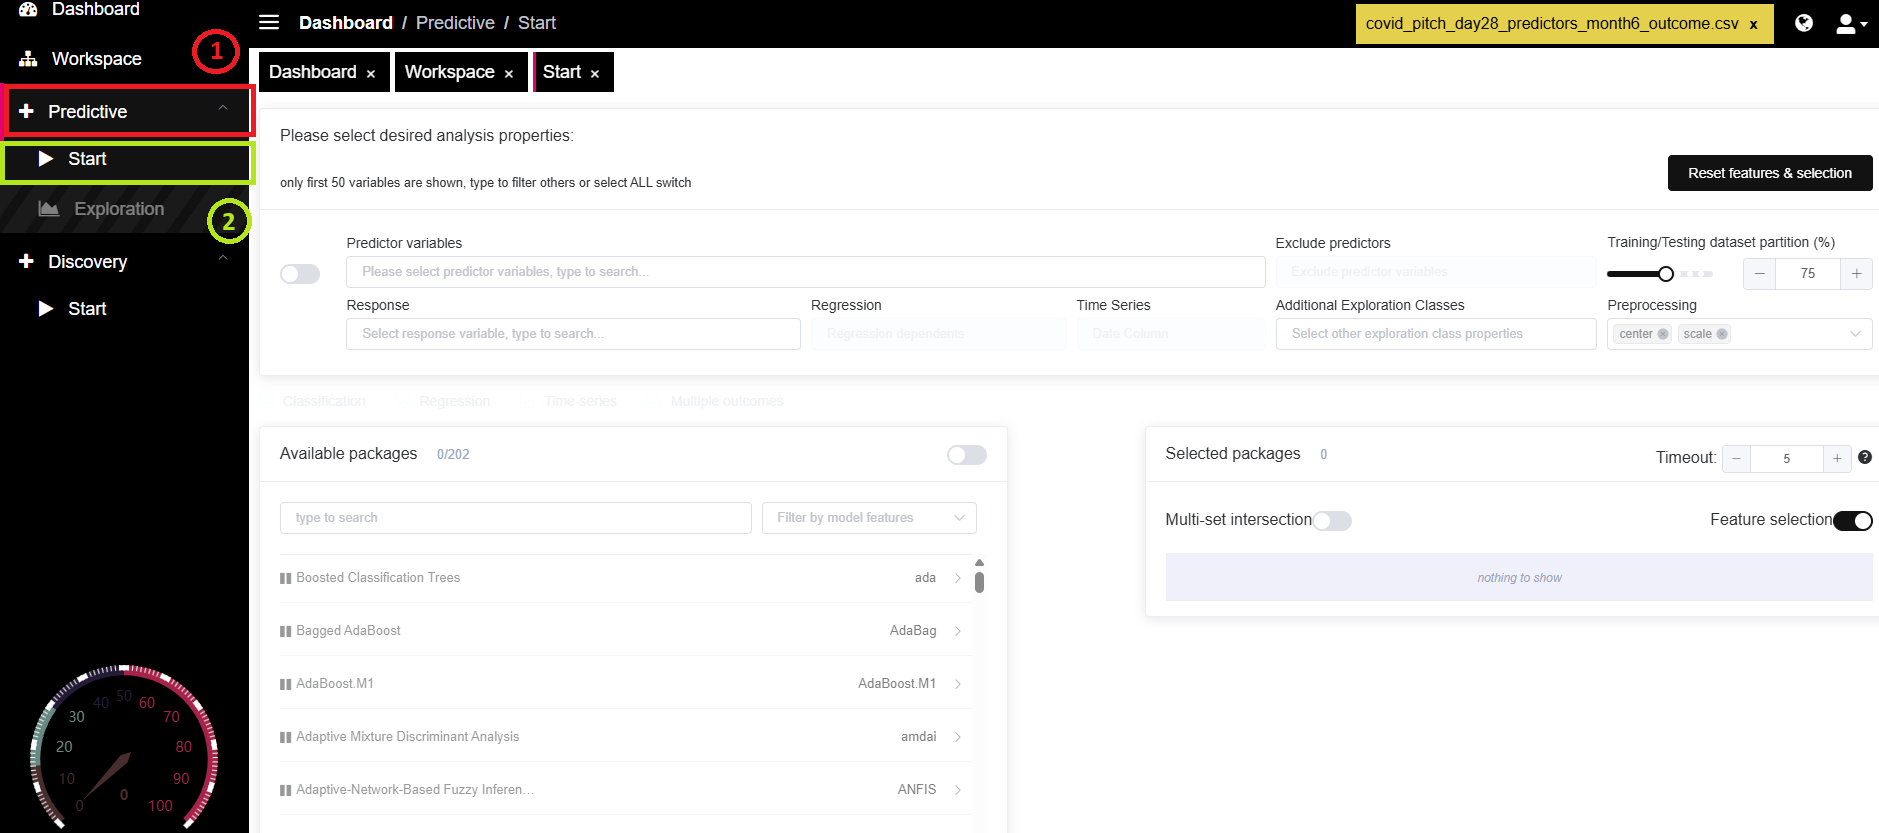 Dashboard
Workspace
1
Predictive
Start
Exploration
2
Discovery
Start
0 10 20 30 40 50 60 70 80 90 100
0
Dashboard / Predictive / Start
covid_pitch_day28_predictors_month6_outcome.csv x
Dashboard × Workspace × Start ×
Please select desired analysis properties:
only first 50 variables are shown, type to filter others or select ALL switch
Reset features & selection
Predictor variables
Please select predictor variables, type to search...
Exclude predictors
Exclude predictor variables
Training/Testing dataset partition (%)
− 75 +
Response
Select response variable, type to search...
Regression
Regression dependents
Time Series
Date Column
Additional Exploration Classes
Select other exploration class properties
Preprocessing
center scale
Classification Regression Time-series Multiple outcomes
Available packages 0/202
type to search
Filter by model features
Boosted Classification Trees ada
Bagged AdaBoost AdaBag
AdaBoost.M1 AdaBoost.M1
Adaptive Mixture Discriminant Analysis amdai
Adaptive-Network-Based Fuzzy Inferen... ANFIS
Selected packages 0
Timeout: − 5 + ?
Multi-set intersection
Feature selection
nothing to show